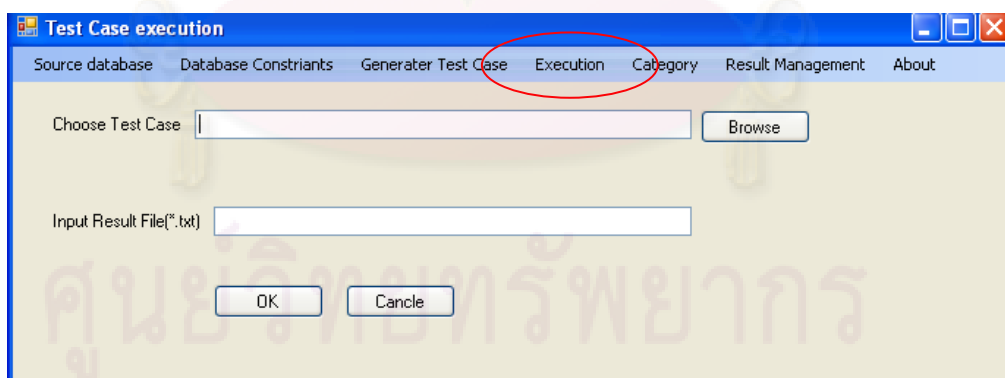 Test Case execution
Source database Database Constriants Generater Test Case Execution Category Result Management About
Choose Test Case Browse
Input Result File(*.txt)
ศูนย์วิทยทรัพยากร
OK Cancle